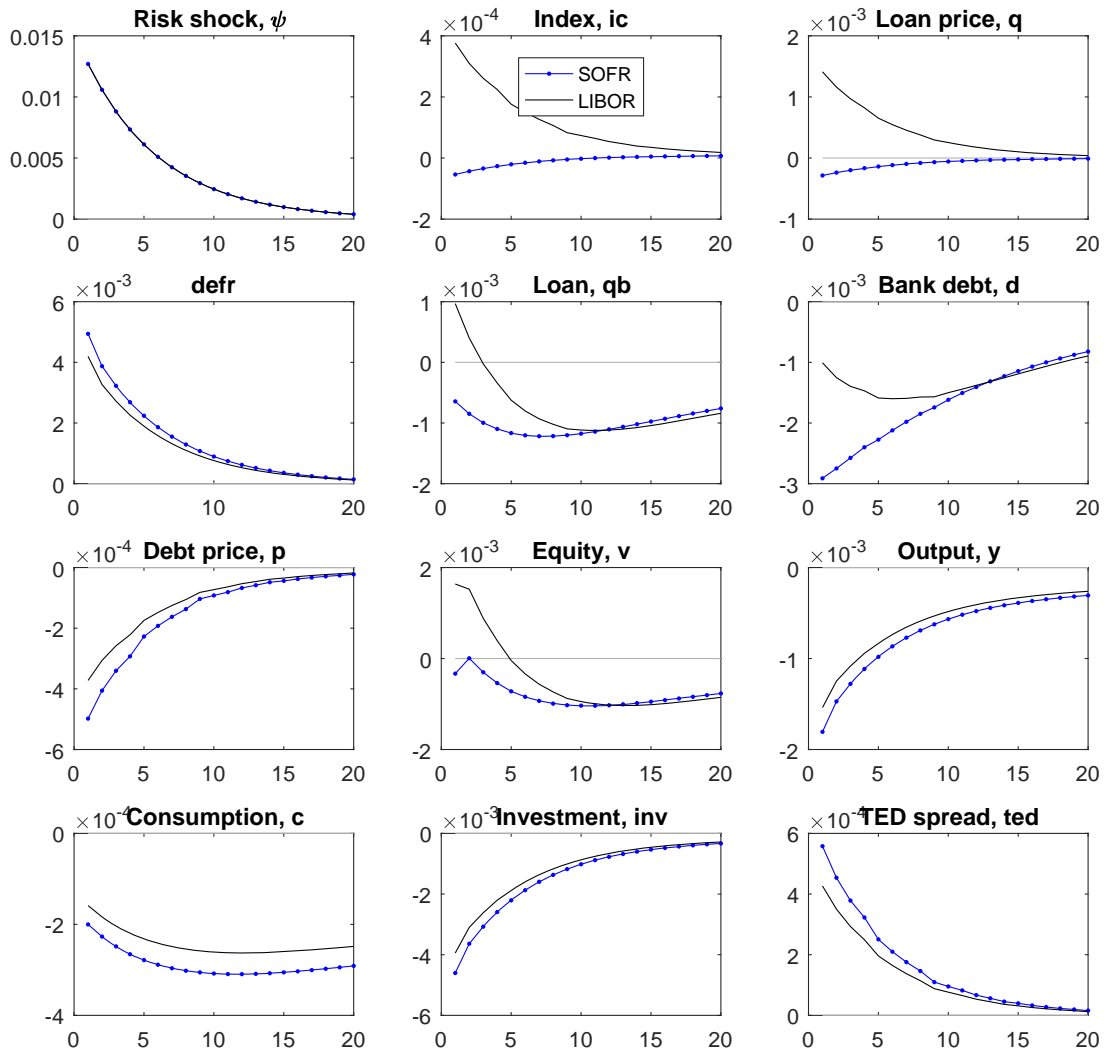 Risk shock, ψ
0.015
0.01
0.005
0
0 5 10 15 20
Index, ic
×10⁻⁴
4
2
0
-2
0 5 10 15 20
SOFR
LIBOR
Loan price, q
×10⁻³
2
1
0
-1
0 5 10 15 20
defr
×10⁻³
6
4
2
0
0 5 10 15 20
Loan, qb
×10⁻³
1
0
-1
-2
0 5 10 15 20
Bank debt, d
×10⁻³
0
-1
-2
-3
0 5 10 15 20
Debt price, p
×10⁻⁴
0
-2
-4
-6
0 5 10 15 20
Equity, v
×10⁻³
2
0
-2
0 5 10 15 20
Output, y
×10⁻³
0
-1
-2
0 5 10 15 20
Consumption, c
×10⁻⁴
0
-2
-4
0 5 10 15 20
Investment, inv
×10⁻³
0
-2
-4
-6
0 5 10 15 20
TED spread, ted
×10⁻⁴
6
4
2
0
0 5 10 15 20